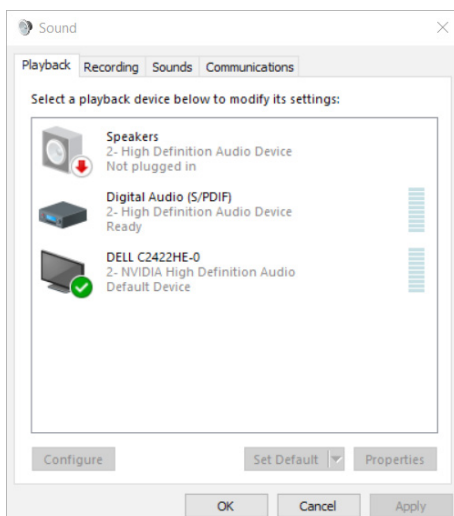 Sound
Playback Recording Sounds Communications
Select a playback device below to modify its settings:
Speakers
2- High Definition Audio Device
Not plugged in
Digital Audio (S/PDIF)
2- High Definition Audio Device
Ready
DELL C2422HE-0
2- NVIDIA High Definition Audio
Default Device
Configure Set Default Properties
OK Cancel Apply